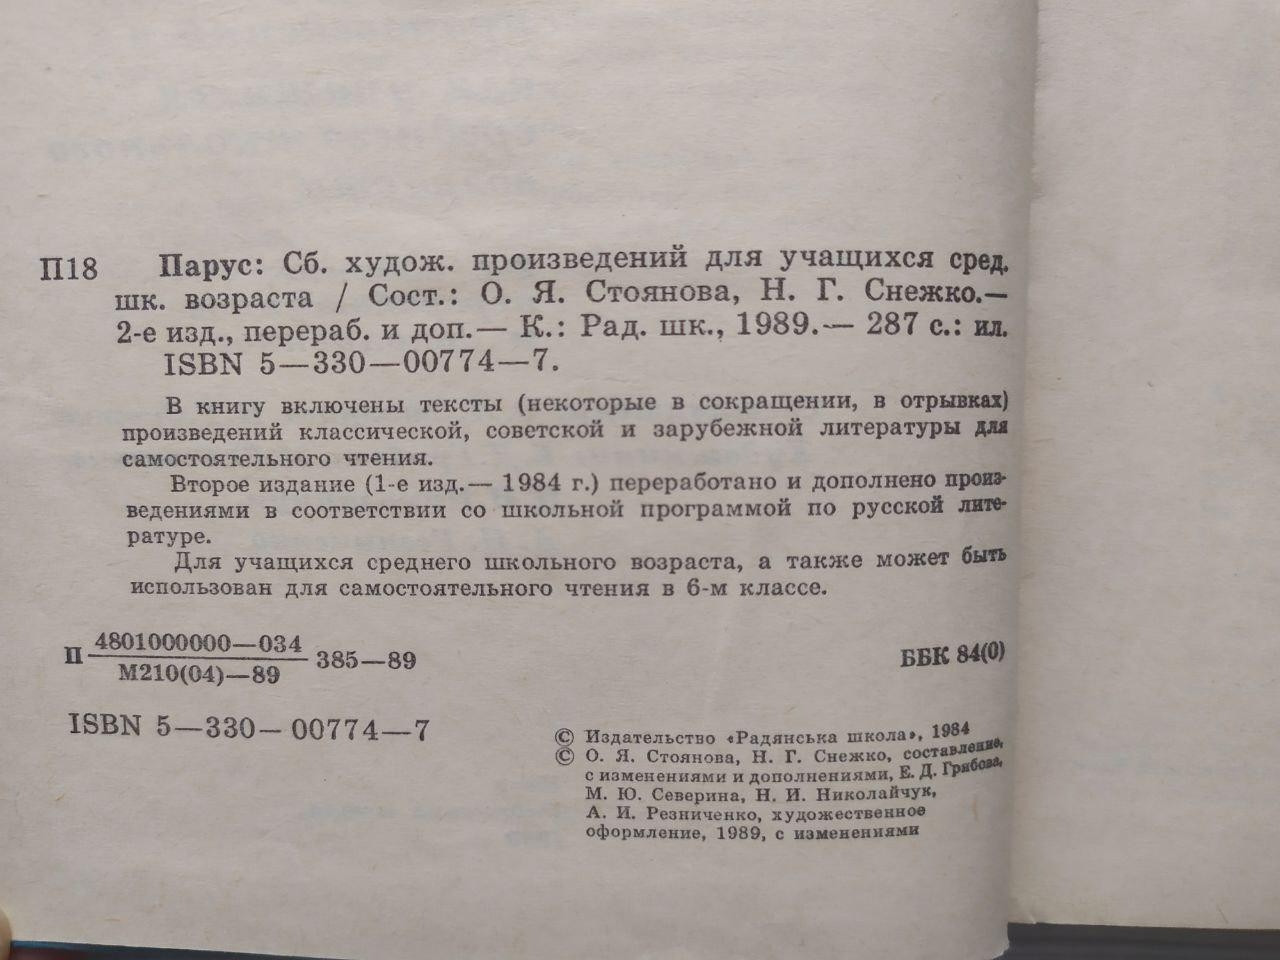 П18 Парус: Сб. худож. произведений для учащихся сред.
шк. возраста / Сост.: О. Я. Стоянова, Н. Г. Снежко.—
2-е изд., перераб. и доп.— К.: Рад. шк., 1989.— 287 с.: ил.
ISBN 5—330—00774—7.
В книгу включены тексты (некоторые в сокращении, в отрывках)
произведений классической, советской и зарубежной литературы для
самостоятельного чтения.
Второе издание (1-е изд.— 1984 г.) переработано и дополнено произ-
ведениями в соответствии со школьной программой по русской лите-
ратуре.
Для учащихся среднего школьного возраста, а также может быть
использован для самостоятельного чтения в 6-м классе.
4801000000—034
П 385—89
М210(04)—89
ББК 84(0)
ISBN 5—330—00774—7
© Издательство «Радянська школа», 1984
© О. Я. Стоянова, Н. Г. Снежко, составление,
с изменениями и дополнениями, Е. Д. Грибова,
М. Ю. Северина, Н. И. Николайчук,
А. И. Резниченко, художественное
оформление, 1989, с изменениями